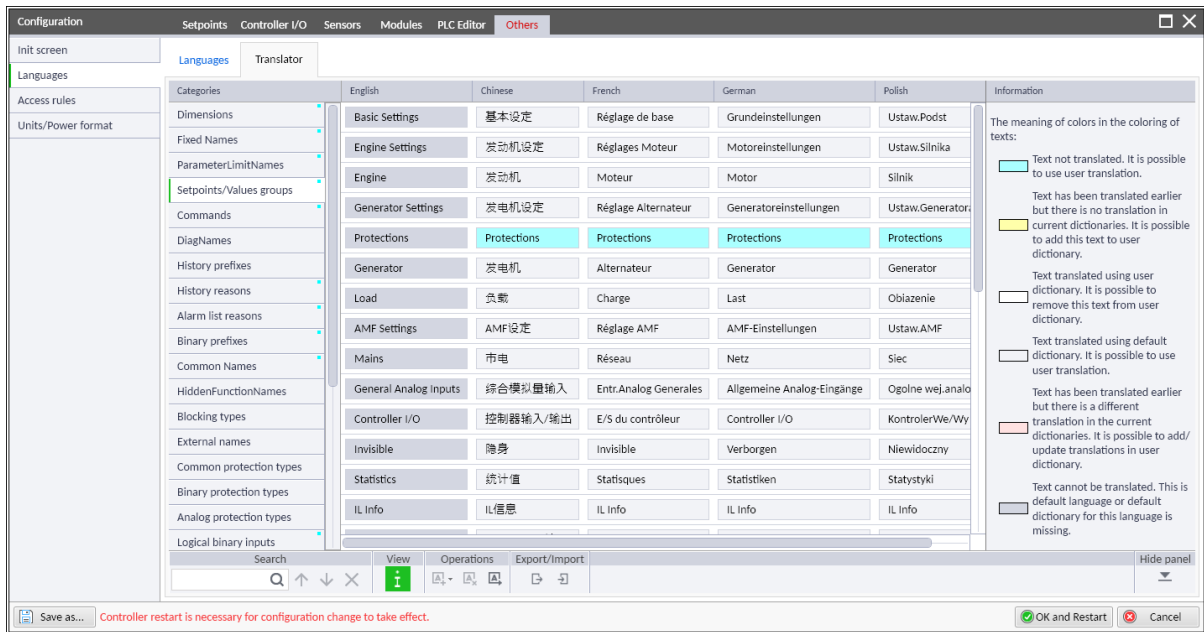 Configuration
Setpoints Controller I/O Sensors Modules PLC Editor Others
Init screen
Languages
Access rules
Units/Power format
Languages Translator
Categories
Dimensions
Fixed Names
ParameterLimitNames
Setpoints/Values groups
Commands
DiagNames
History prefixes
History reasons
Alarm list reasons
Binary prefixes
Common Names
HiddenFunctionNames
Blocking types
External names
Common protection types
Binary protection types
Analog protection types
Logical binary inputs
English Chinese French German Polish
Basic Settings 基本设定 Réglage de base Grundeinstellungen Ustaw.Podst
Engine Settings 发动机设定 Réglages Moteur Motoreinstellungen Ustaw.Silnika
Engine 发动机 Moteur Motor Silnik
Generator Settings 发电机设定 Réglage Alternateur Generatoreinstellungen Ustaw.Generatora
Protections Protections Protections Protections Protections
Generator 发电机 Alternateur Generator Generator
Load 负载 Charge Last Obiazenie
AMF Settings AMF设定 Réglage AMF AMF-Einstellungen Ustaw.AMF
Mains 市电 Réseau Netz Siec
General Analog Inputs 综合模拟量输入 Entr.Analog Generales Allgemeine Analog-Eingänge Ogolne wej.analo
Controller I/O 控制器输入/输出 E/S du contrôleur Controller I/O KontrolerWe/Wy
Invisible 隐身 Invisible Verborgen Niewidoczny
Statistics 统计值 Statisques Statistiken Statystyki
IL Info IL信息 IL Info IL Info IL Info
Information
The meaning of colors in the coloring of
texts:
Text not translated. It is possible
to use user translation.
Text has been translated earlier
but there is no translation in
current dictionaries. It is possible
to add this text to user
dictionary.
Text translated using user
dictionary. It is possible to
remove this text from user
dictionary.
Text translated using default
dictionary. It is possible to use
user translation.
Text has been translated earlier
but there is a different
translation in the current
dictionaries. It is possible to add/
update translations in user
dictionary.
Text cannot be translated. This is
default language or default
dictionary for this language is
missing.
Search View Operations Export/Import Hide panel
Save as... Controller restart is necessary for configuration change to take effect. OK and Restart Cancel